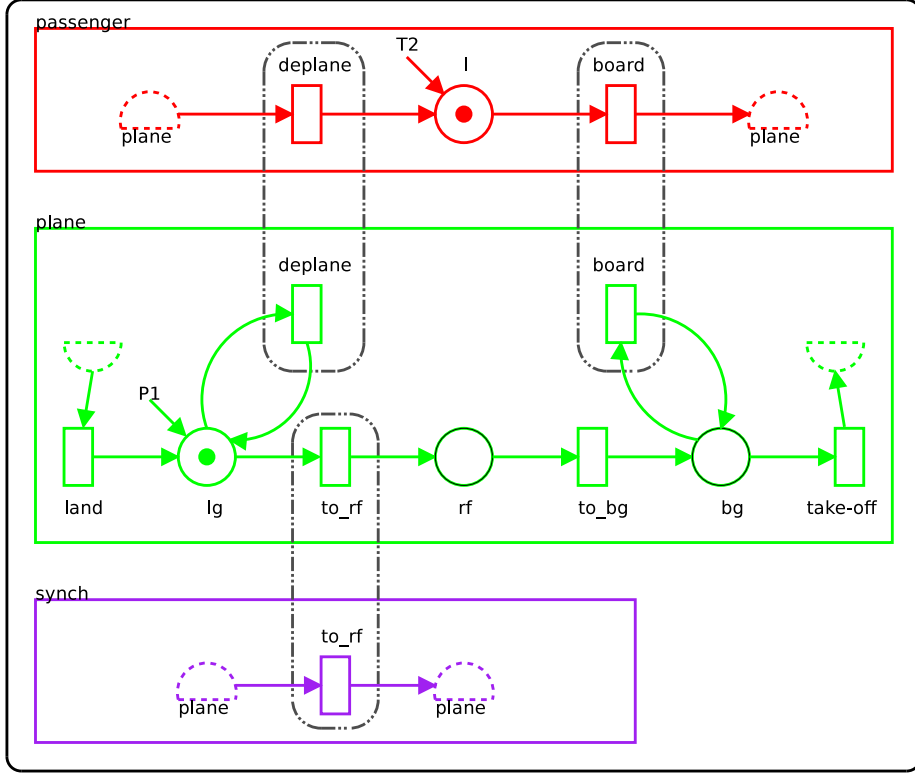 passenger
T2
l
deplane
board
plane
plane
plane
deplane
board
P1
land
lg
to_rf
rf
to_bg
bg
take-off
synch
to_rf
plane
plane